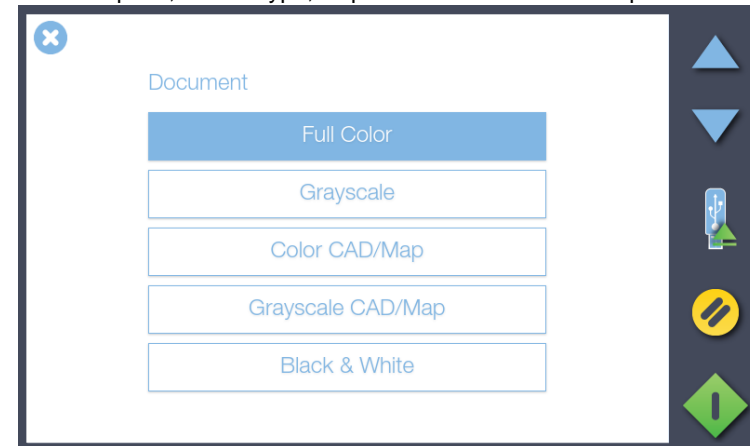 Document
Full Color
Grayscale
Color CAD/Map
Grayscale CAD/Map
Black & White